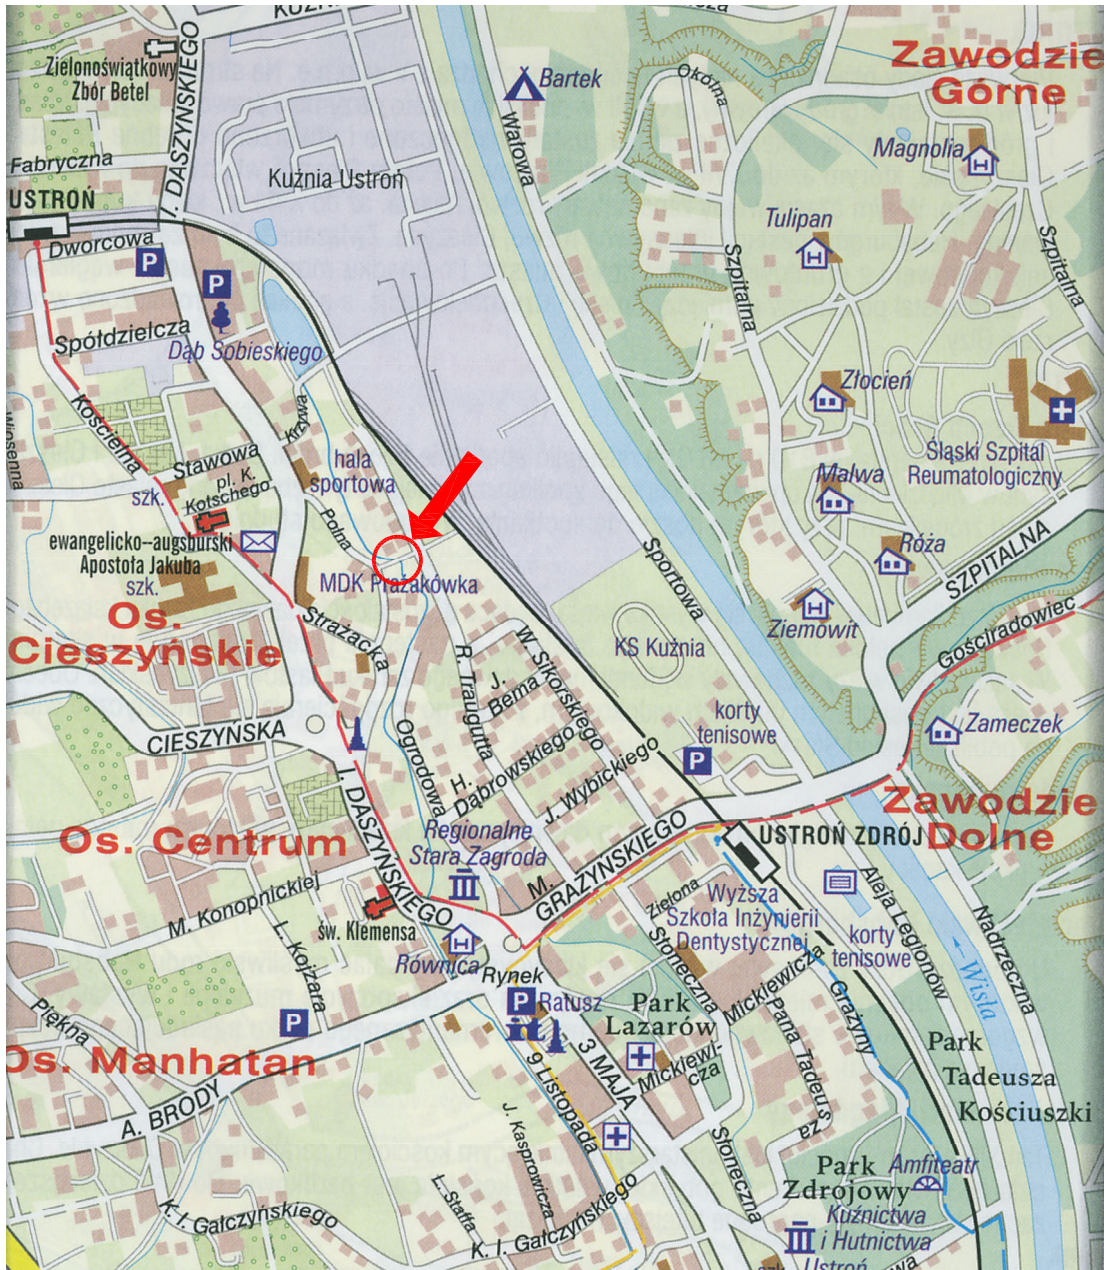 KUŹN
Zielonoświątkowy
Zbór Betel
I. DASZYŃSKIEGO
Fabryczna
USTROŃ
Dworcowa
P
P
Spółdzielcza
Dąb Sobieskiego
Kuźnia Ustroń
Wałowa
Bartek
Okólna
Zawodzie
Górne
Magnolia
Tulipan
Szpitalna
Szpitalna
Złocień
Śląski Szpital
Reumatologiczny
Malwa
Róża
SZPITALNA
Ziemowit
Gościradowiec
Zameczek
Wiosenna
Kościelna
Krzywa
Stawowa
pl. K.
Kotschego
szk.
hala
sportowa
Polna
ewangelicko–augsburski
Apostoła Jakuba
szk.
MDK Prażakówka
Os.
Cieszyńskie
Strażacka
Sportowa
KS Kuźnia
W. Sikorskiego
R. Traugutta
J.
Bema
korty
tenisowe
P
CIESZYŃSKA
Ogrodowa
H.
Dąbrowskiego
J. Wybickiego
Zawodzie
Dolne
I. DASZYŃSKIEGO
Regionalne
Stara Zagroda
M.
GRAŻYŃSKIEGO
USTROŃ ZDRÓJ
Os. Centrum
M. Konopnickiej
św. Klemensa
L. Kojzara
Równica
Rynek
Zielona
Wyższa
Szkoła Inżynierii
Dentystycznej
Aleja Legionów
korty
tenisowe
Nadrzeczna
Wisła
Słoneczna
Mickiewicza
Grażyny
P
Ratusz
Park
Lazarów
Pana Tadeusza
Mickiewi-
cza
3 MAJA
9 Listopada
Piękna
P
Os. Manhatan
A. BRODY
Park
Tadeusza
Kościuszki
J. Kasprowicza
L. Staffa
Słoneczna
Park
Zdrojowy
Amfiteatr
Kuźnictwa
i Hutnictwa
Ustroń
K. I. Gałczyńskiego
K. I. Gałczyńskiego